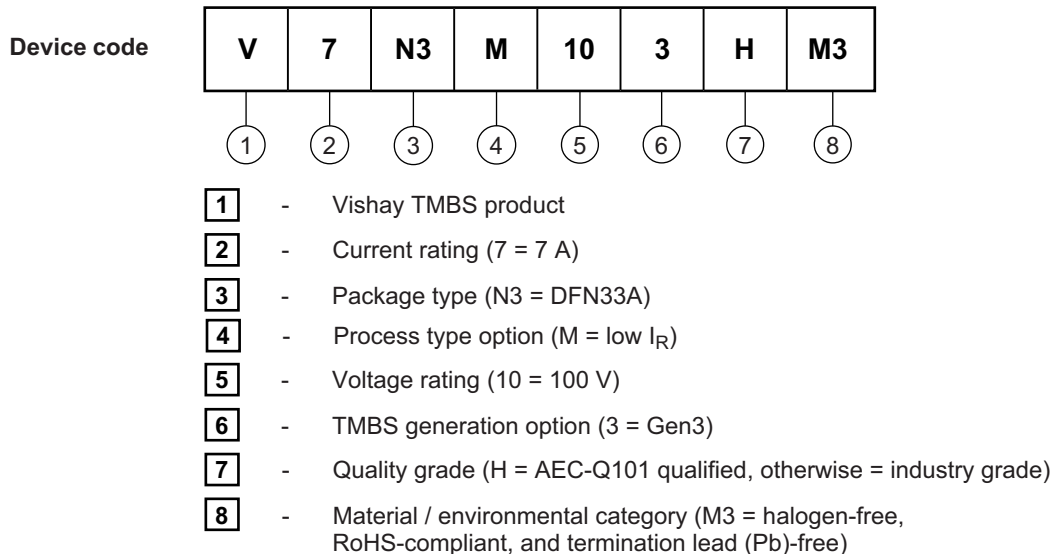 Device code V 7 N3 M 10 3 H M3
1 2 3 4 5 6 7 8
1 - Vishay TMBS product
2 - Current rating (7 = 7 A)
3 - Package type (N3 = DFN33A)
4 - Process type option (M = low IR)
5 - Voltage rating (10 = 100 V)
6 - TMBS generation option (3 = Gen3)
7 - Quality grade (H = AEC-Q101 qualified, otherwise = industry grade)
8 - Material / environmental category (M3 = halogen-free,
RoHS-compliant, and termination lead (Pb)-free)